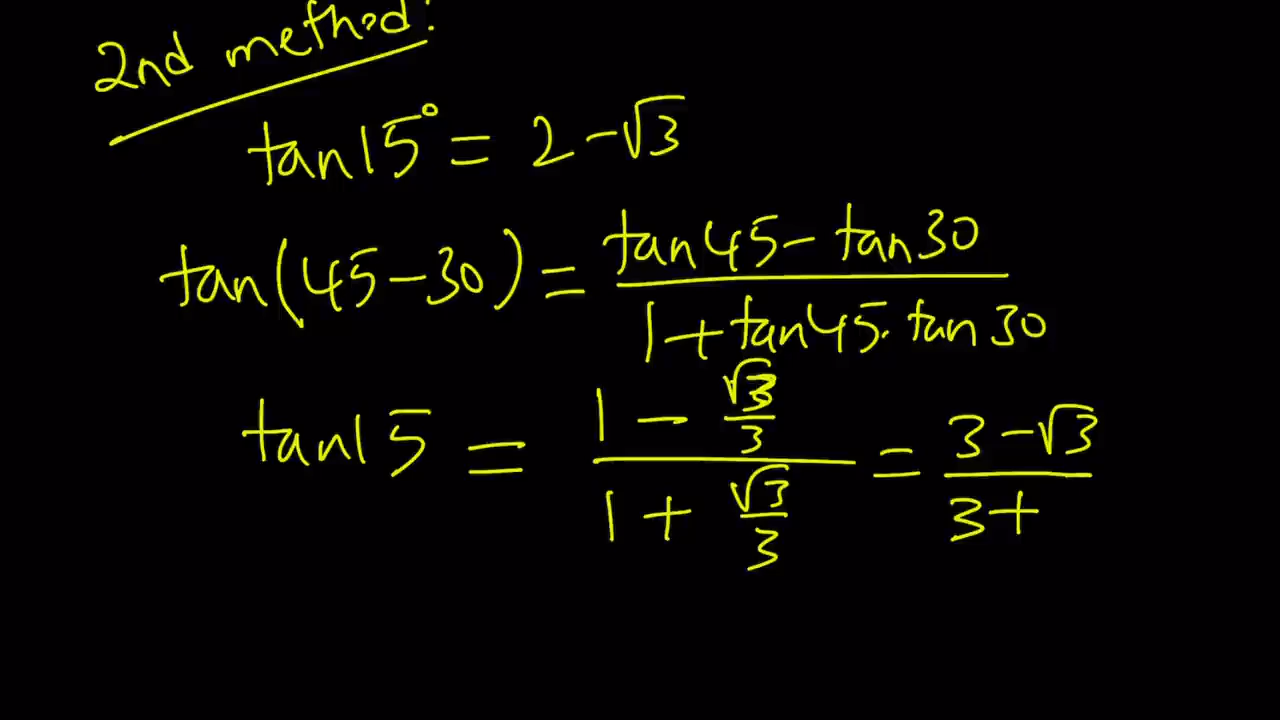 2nd method:
tan15° = 2 - √3
tan(45-30) = (tan45 - tan30)/(1 + tan45 · tan30)
tan15 = (1 - √3/3)/(1 + √3/3) = (3 - √3)/(3 +